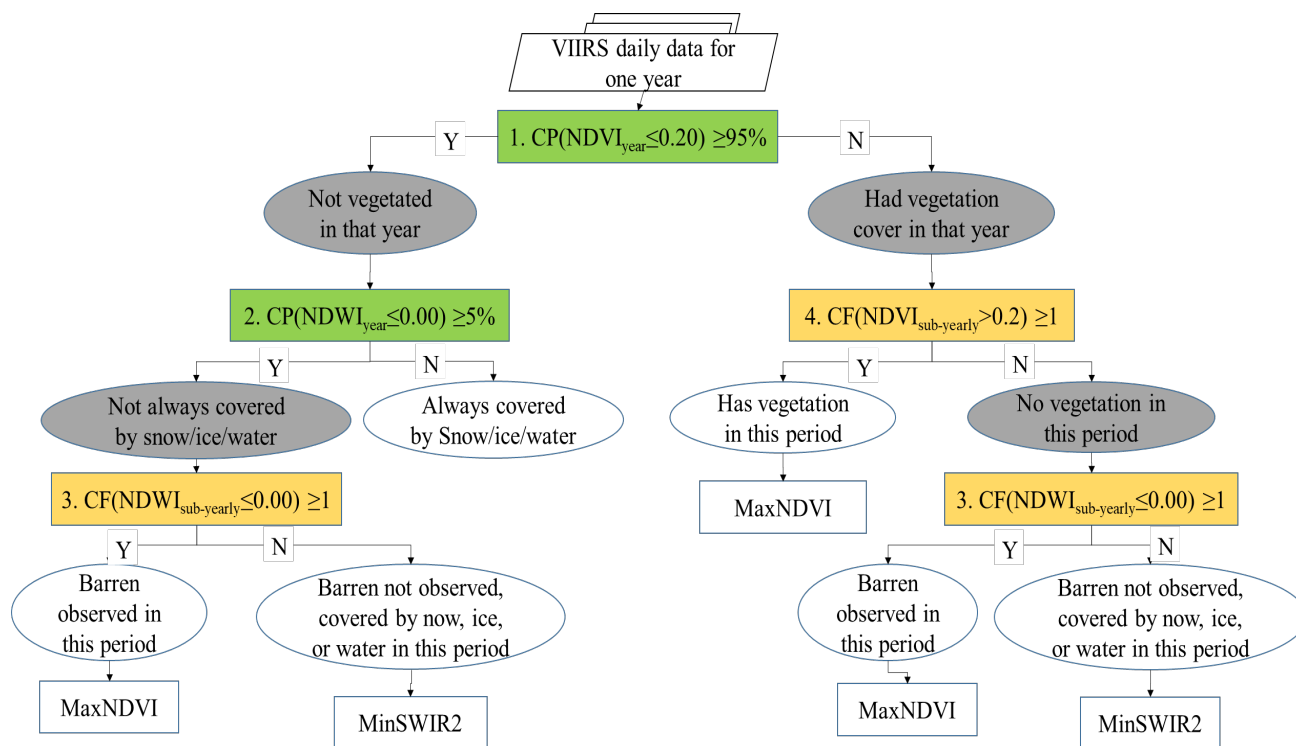 VIIRS daily data for
one year
1. CP(NDVIyear≤0.20) ≥95%
Y
N
Not vegetated
in that year
Had vegetation
cover in that year
2. CP(NDWIyear≤0.00) ≥5%
4. CF(NDVIsub-yearly>0.2) ≥1
Y
N
Y
N
Not always covered
by snow/ice/water
Always covered
by Snow/ice/water
Has vegetation
in this period
No vegetation in
this period
3. CF(NDWIsub-yearly≤0.00) ≥1
MaxNDVI
3. CF(NDWIsub-yearly≤0.00) ≥1
Y
N
Y
N
Barren
observed in
this period
Barren not observed,
covered by now, ice,
or water in this period
Barren
observed in
this period
Barren not observed,
covered by now, ice,
or water in this period
MaxNDVI
MinSWIR2
MaxNDVI
MinSWIR2